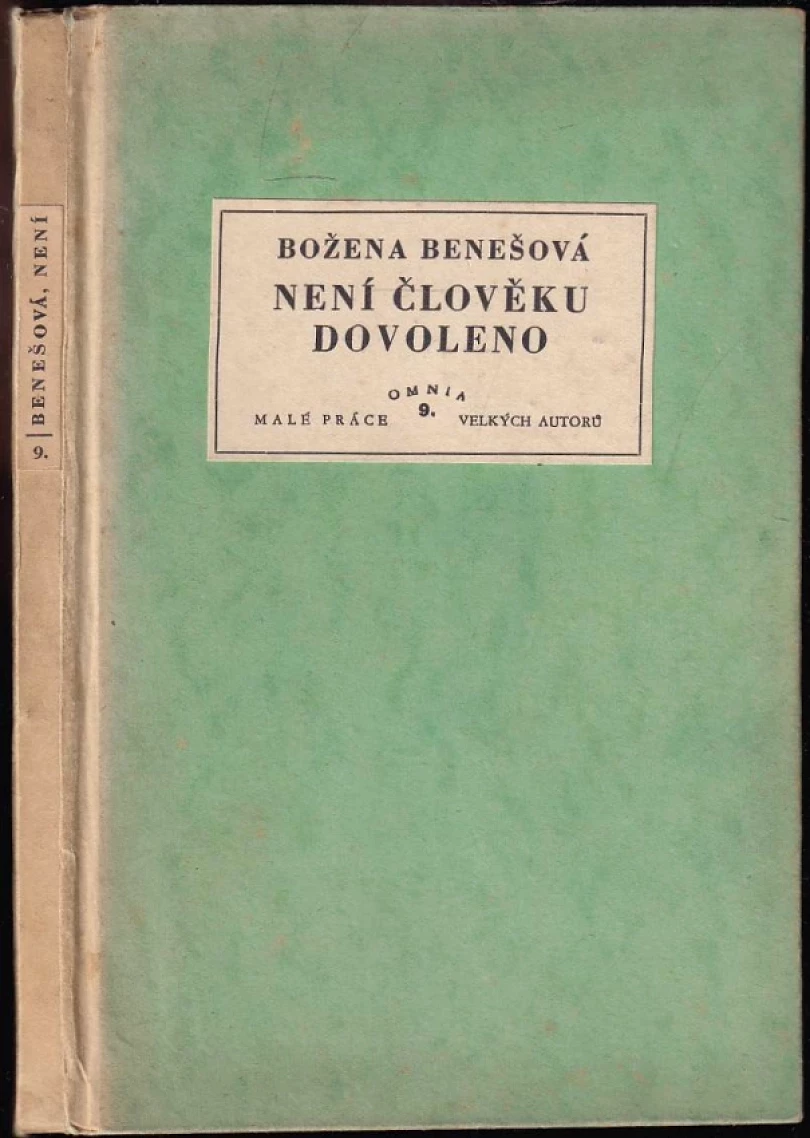 BOŽENA BENEŠOVÁ
NENÍ ČLOVĚKU
DOVOLENO
OMNIA
MALÉ PRÁCE 9. VELKÝCH AUTORŮ
9. BENEŠOVÁ, NENÍ